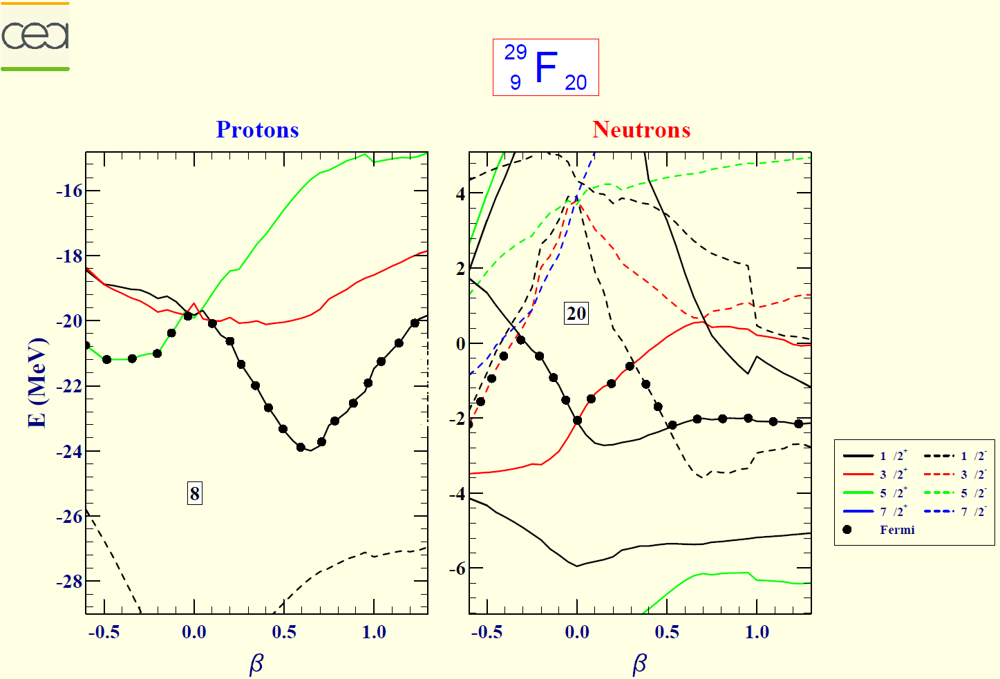 cea
29
9 F 20
Protons
Neutrons
E (MeV)
-16
-18
-20
-22
-24
-26
-28
8
-0.5 0.0 0.5 1.0
β
4
2
0
-2
-4
-6
20
-0.5 0.0 0.5 1.0
β
1 /2+ 1 /2-
3 /2+ 3 /2-
5 /2+ 5 /2-
7 /2+ 7 /2-
Fermi